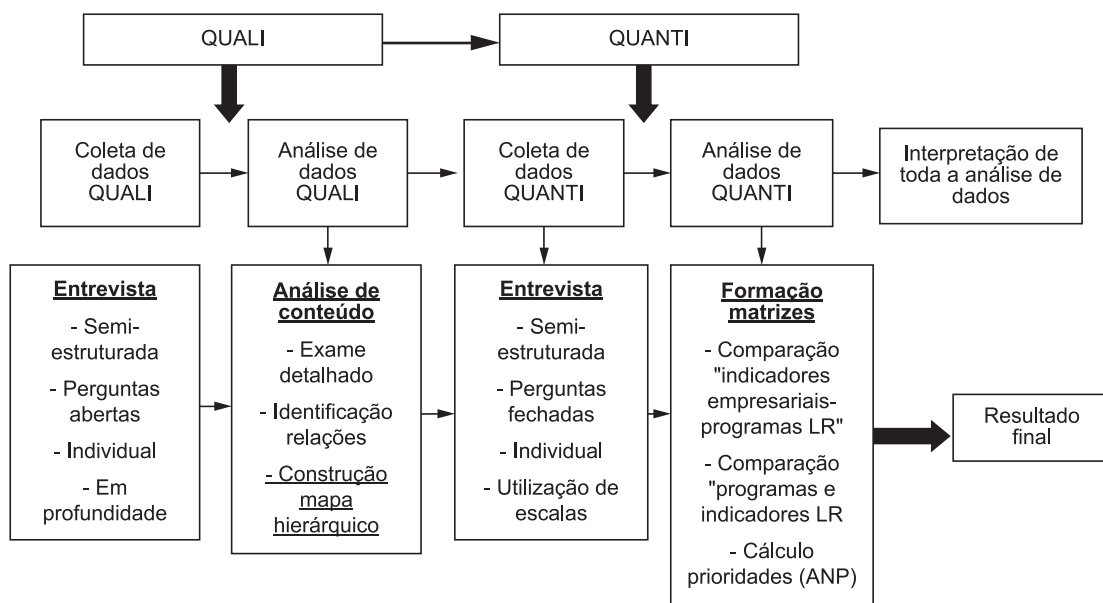 QUALI
QUANTI
Coleta de
dados
QUALI
Análise de
dados
QUALI
Coleta de
dados
QUANTI
Análise de
dados
QUANTI
Interpretação de
toda a análise de
dados
Entrevista
- Semi-
estruturada
- Perguntas
abertas
- Individual
- Em
profundidade
Análise de
conteúdo
- Exame
detalhado
- Identificação
relações
- Construção
mapa
hierárquico
Entrevista
- Semi-
estruturada
- Perguntas
fechadas
- Individual
- Utilização de
escalas
Formação
matrizes
- Comparação
"indicadores
empresariais-
programas LR"
- Comparação
"programas e
indicadores LR
- Cálculo
prioridades (ANP)
Resultado
final